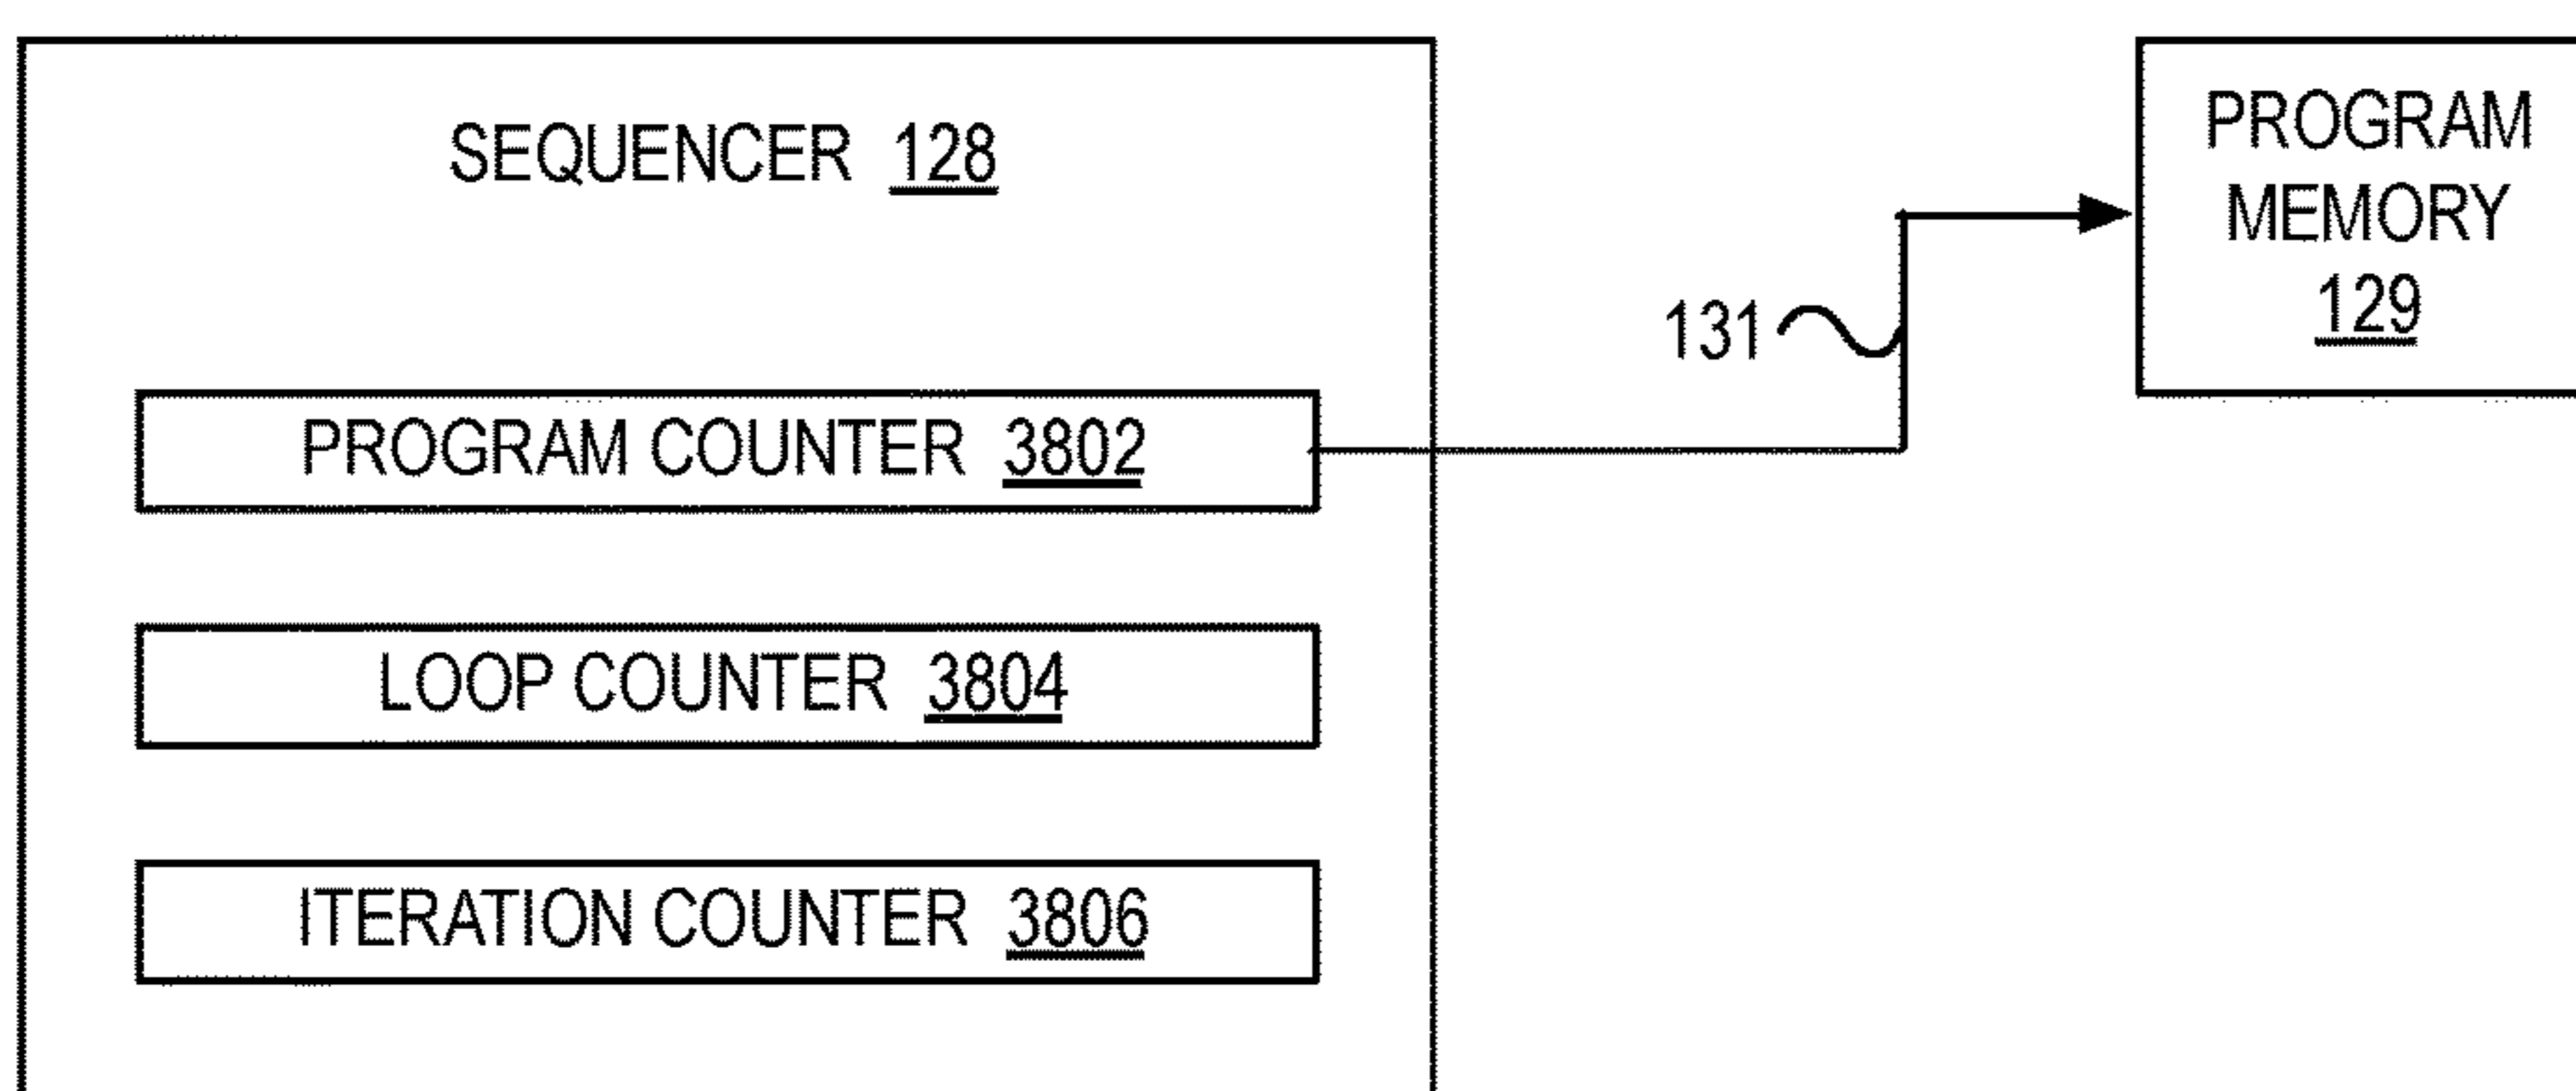 SEQUENCER 128
PROGRAM
MEMORY
129
131
PROGRAM COUNTER 3802
LOOP COUNTER 3804
ITERATION COUNTER 3806